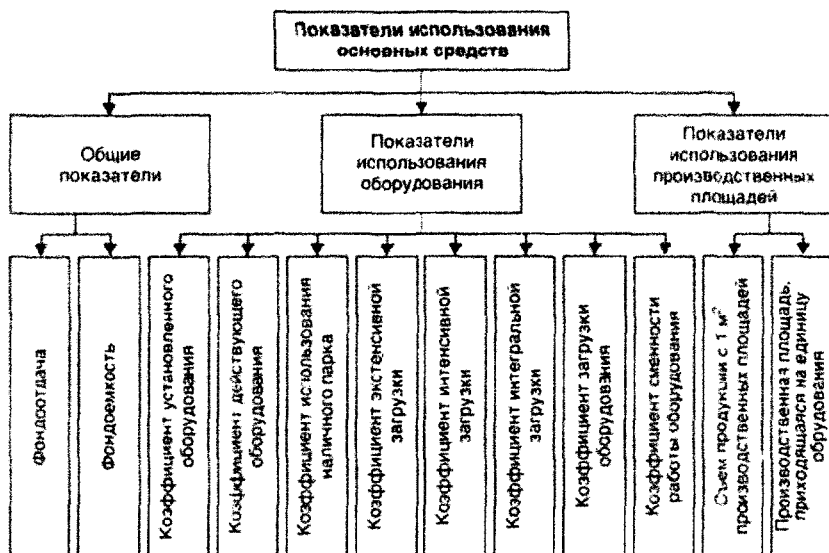 Показатели использования
основных средств
Общие
показатели
Показатели
использования
оборудования
Показатели
использования
производственных
площадей
Фондоотдача
Фондоемкость
Коэффициент установленного
оборудования
Коэффициент действующего
оборудования
Коэффициент использования
наличного парка
Коэффициент экстенсивной
загрузки
Коэффициент интенсивной
загрузки
Коэффициент интегральной
загрузки
Коэффициент загрузки
оборудования
Коэффициент сменности
работы оборудования
Съем продукции с 1 м²
производственных площадей
Производственная площадь,
приходящаяся на единицу
обрудования